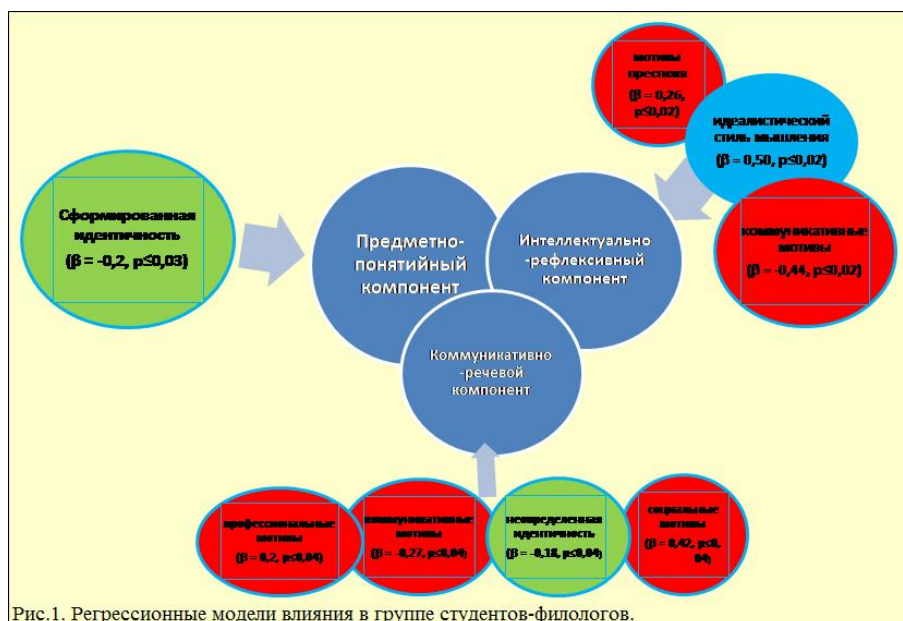 мотивы
престижа
(β = 0,26,
p≤0,02)
идеалистический
стиль мышления
(β = 0,50, p≤0,02)
коммуникативные
мотивы
(β = -0,44, p≤0,02)
Сформированная
идентичность
(β = -0,2, p≤0,03)
Предметно-
понятийный
компонент
Интеллектуально
-рефлексивный
компонент
Коммуникативно
-речевой
компонент
профессиональные
мотивы
(β = 0,2, p≤0,04)
коммуникативные
мотивы
(β = -0,27, p≤0,04)
неопределенная
идентичность
(β = -0,18, p≤0,04)
социальные
мотивы
(β = 0,42, p≤0,
04)
Рис.1. Регрессионные модели влияния в группе студентов-филологов.